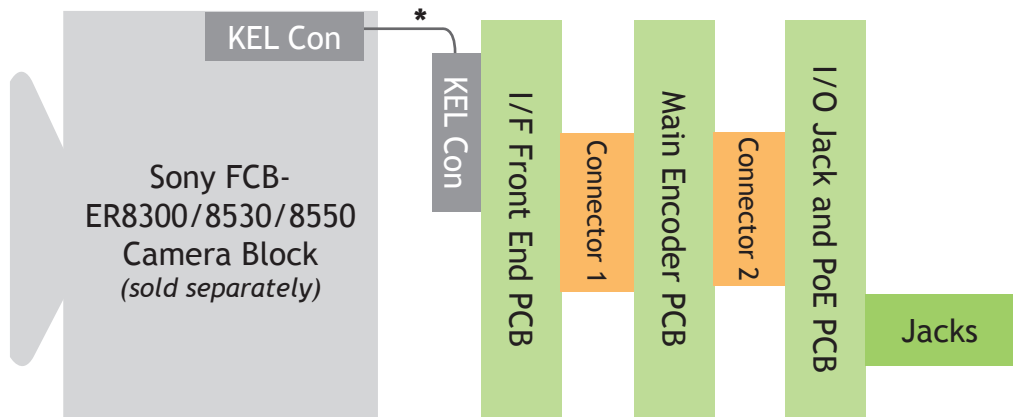 *
KEL Con
KEL Con
Sony FCB-
ER8300/8530/8550
Camera Block
(sold separately)
I/F Front End PCB
Connector 1
Main Encoder PCB
Connector 2
I/O Jack and PoE PCB
Jacks